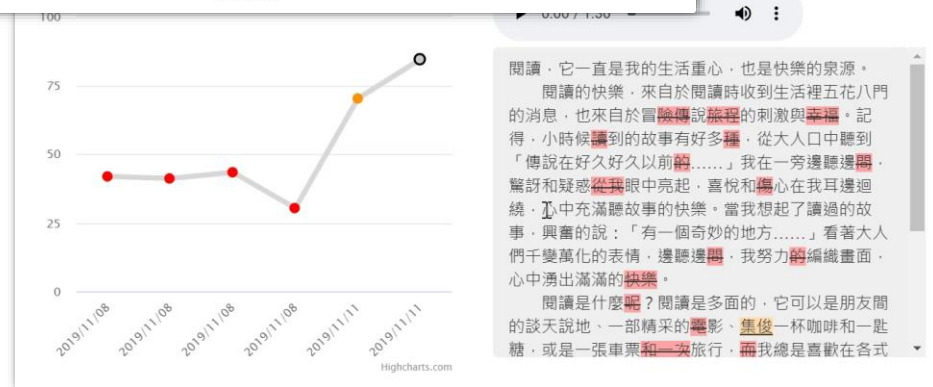 100
75
50
25
0
2019/11/08
2019/11/08
2019/11/08
2019/11/08
2019/11/11
2019/11/11
Highcharts.com
0:00 / 1:30
閱讀，它一直是我的生活重心，也是快樂的泉源。
閱讀的快樂，來自於閱讀時收到生活裡五花八門
的消息，也來自於冒險傳說旅程的刺激與幸福。記
得，小時候讀到的故事有好多種，從大人口中聽到
「傳說在好久好久以前的......」我在一旁邊聽邊問，
驚訝和疑惑從我眼中亮起，喜悅和傷心在我耳邊迴
繞，心中充滿聽故事的快樂。當我想起了讀過的故
事，興奮的說：「有一個奇妙的地方......」看著大人
們千變萬化的表情，邊聽邊問，我努力的編織畫面，
心中湧出滿滿的快樂。
閱讀是什麼呢？閱讀是多面的，它可以是朋友間
的談天說地、一部精采的電影、集俊一杯咖啡和一匙
糖，或是一張車票和一次旅行，而我總是喜歡在各式